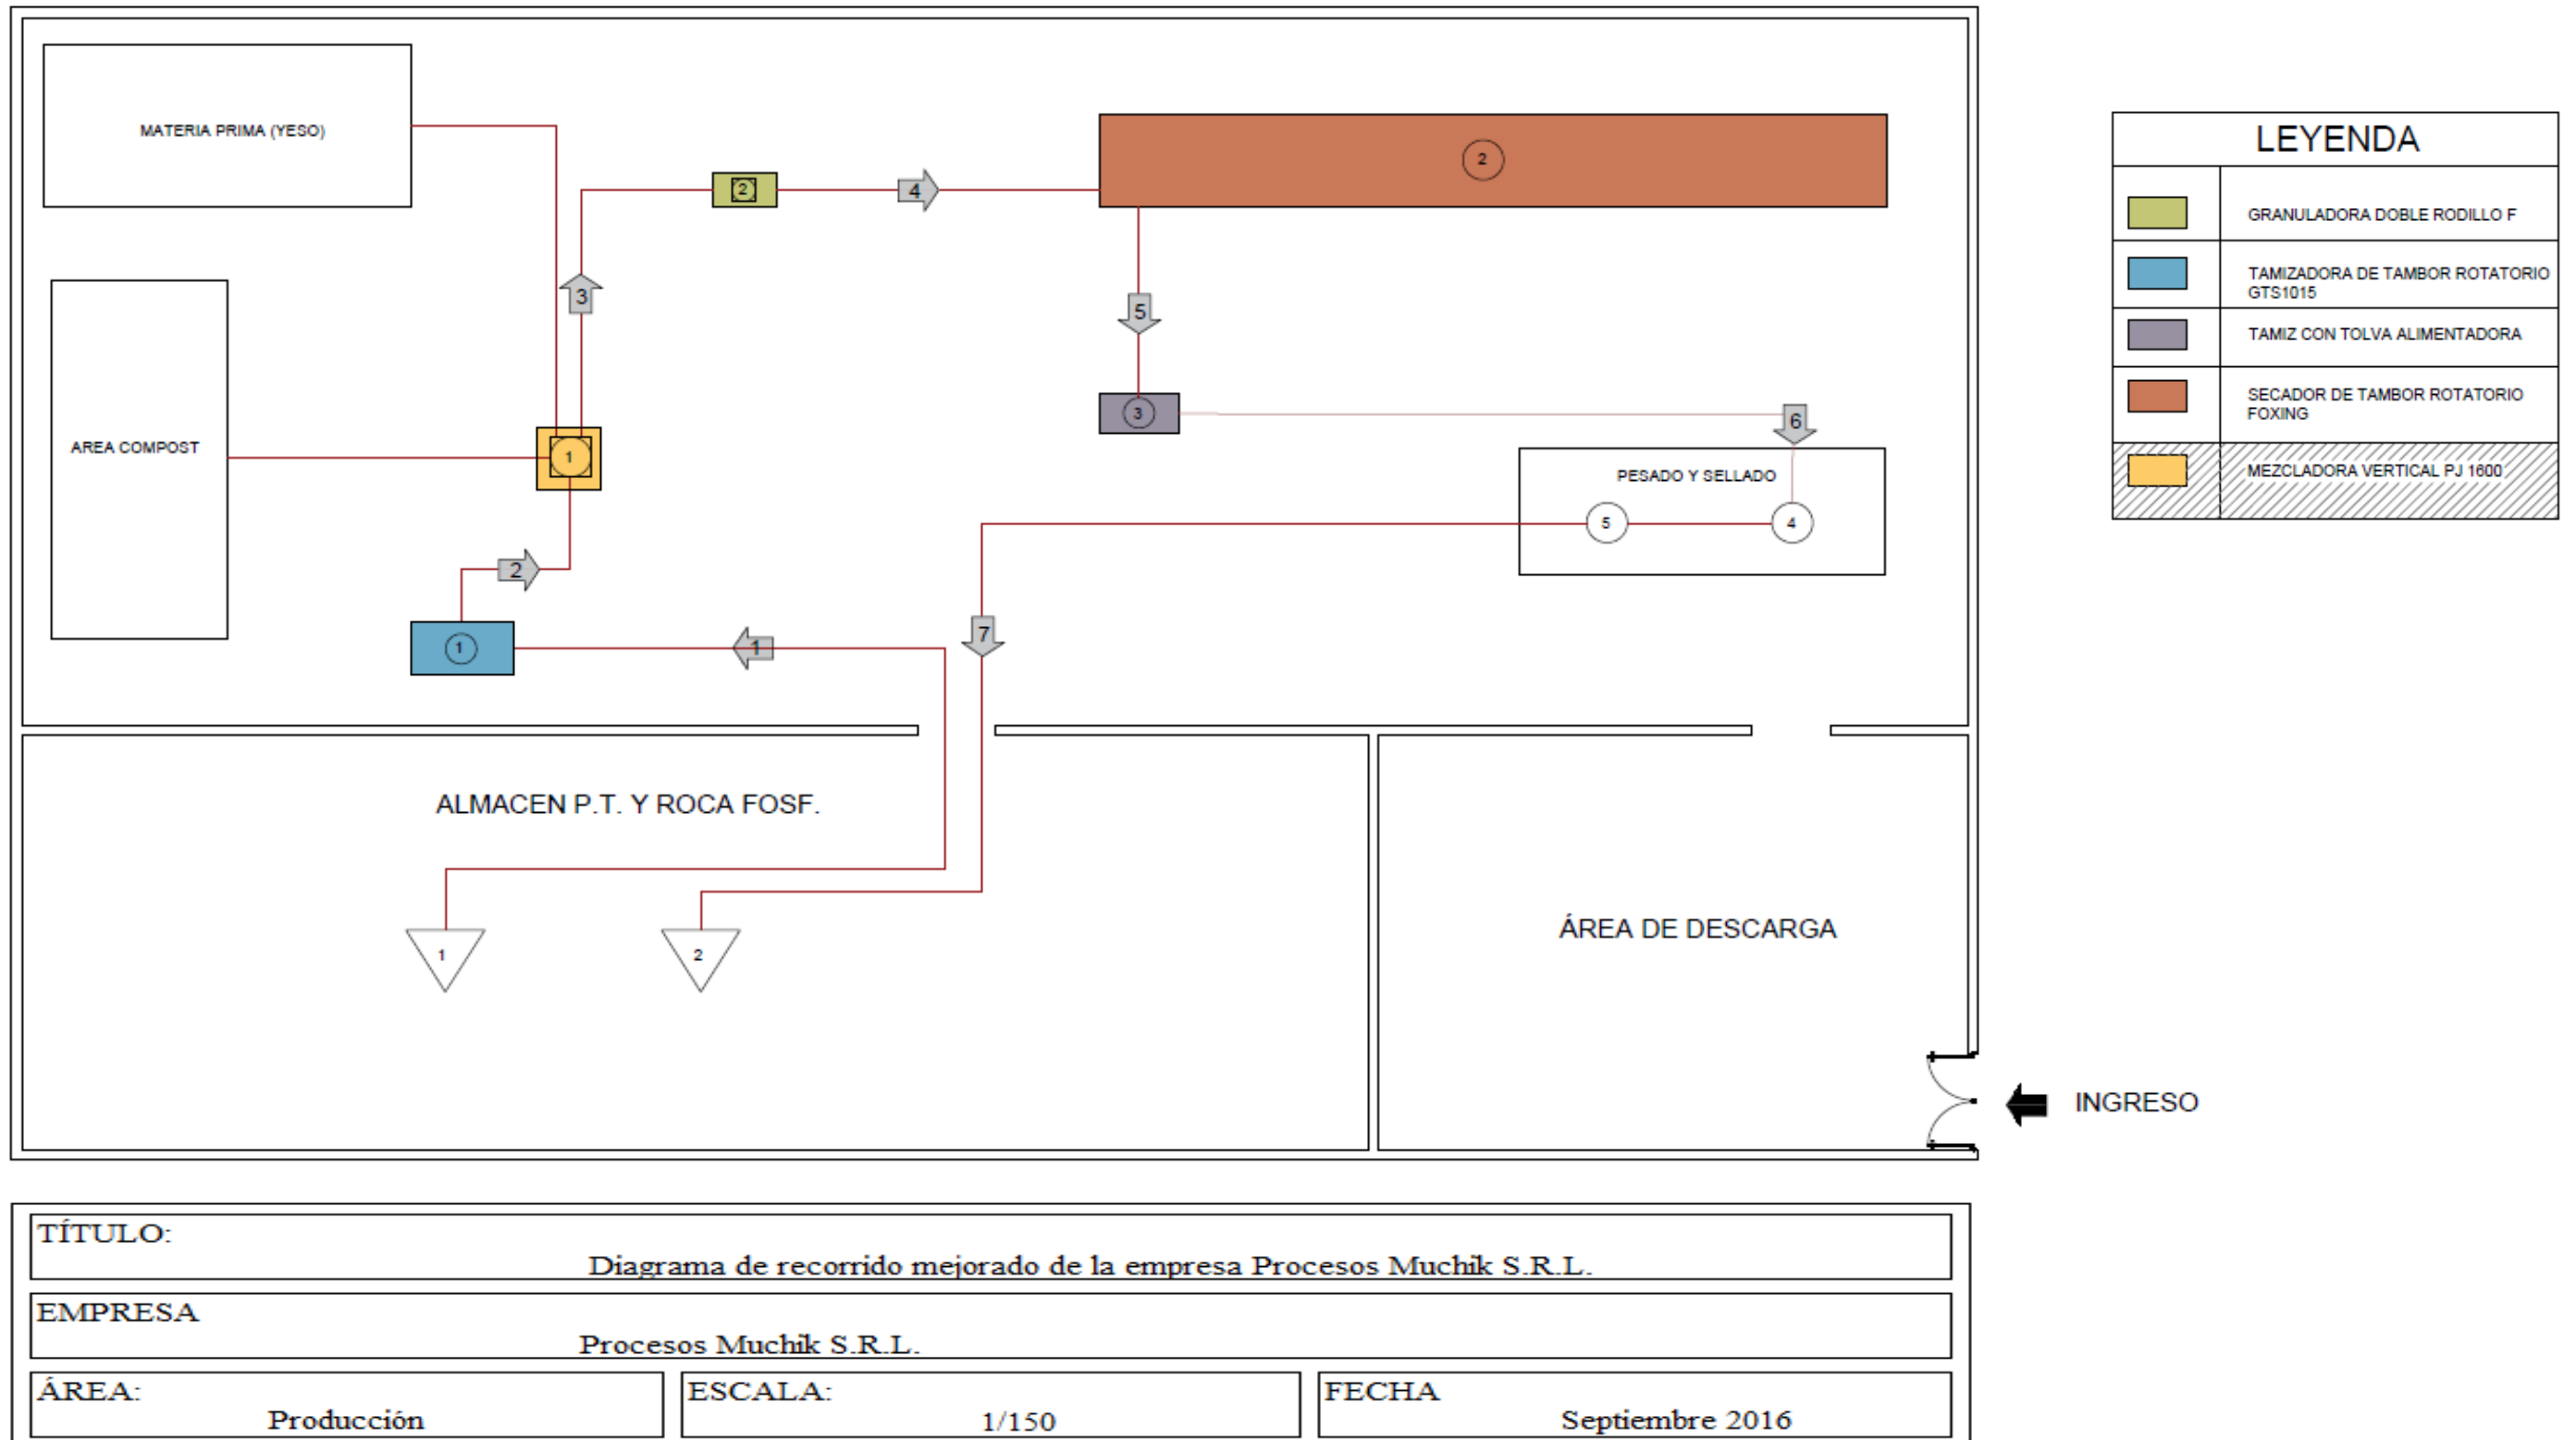 MATERIA PRIMA (YESO)
2
4
2
3
5
AREA COMPOST
1
3
6
PESADO Y SELLADO
5
4
2
1
1
7
ALMACEN P.T. Y ROCA FOSF.
1
2
ÁREA DE DESCARGA
INGRESO
LEYENDA
GRANULADORA DOBLE RODILLO F
TAMIZADORA DE TAMBOR ROTATORIO
GTS1015
TAMIZ CON TOLVA ALIMENTADORA
SECADOR DE TAMBOR ROTATORIO
FOXING
MEZCLADORA VERTICAL PJ 1600
TÍTULO:
Diagrama de recorrido mejorado de la empresa Procesos Muchik S.R.L.
EMPRESA
Procesos Muchik S.R.L.
ÁREA:
Producción
ESCALA:
1/150
FECHA
Septiembre 2016